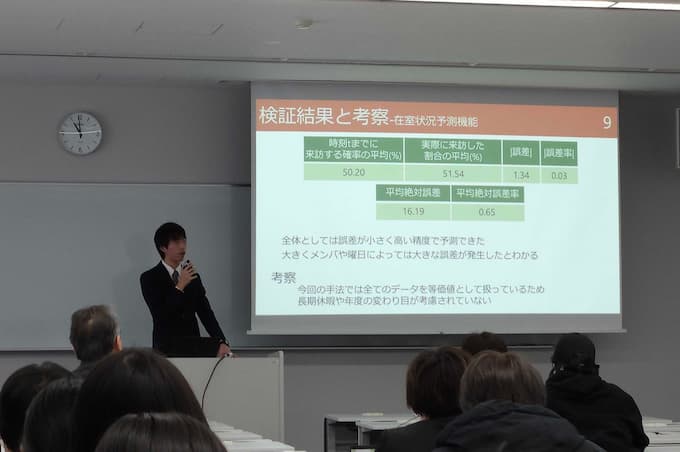 検証結果と考察-在室状況予測機能
9
時刻tまでに
来訪する確率の平均(%)
実際に来訪した
割合の平均(%)
|誤差|
|誤差率|
50.20
51.54
1.34
0.03
平均絶対誤差
平均絶対誤差率
16.19
0.65
全体としては誤差が小さく高い精度で予測できた
大きくメンバや曜日によっては大きな誤差が発生したとわかる
考察
今回の手法では全てのデータを等価値として扱っているため
長期休暇や年度の変わり目が考慮されていない